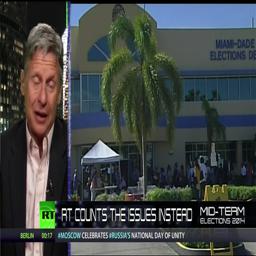 MIAMI-DADE
ELECTIONS DE
RT
RT COUNTS THE ISSUES NSTEAD
MID-TERM
ELECTIONS 2014
BERLIN 00:17 #MOSCOW CELEBRATES #RUSSIA'S NATIONAL DAY OF UNITY